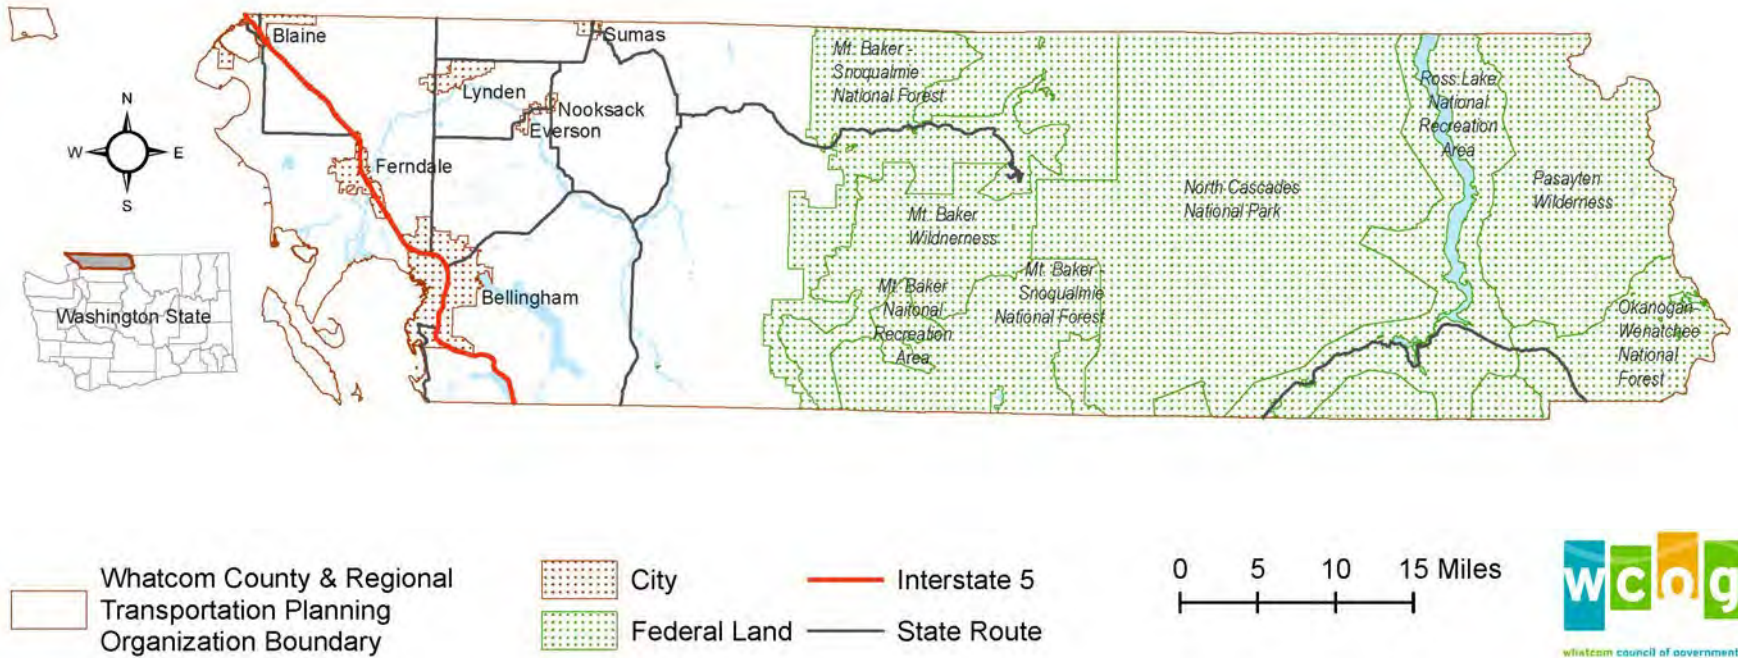 Blaine
Sumas
Lynden
Nooksack
Everson
Ferndale
Bellingham
N
W
E
S
Washington State
Mt. Baker -
Snoqualmie
National Forest
Mt. Baker
Wildnerness
Mt. Baker
Naitonal
Recreation
Area
Mt. Baker -
Snoqualmie
National Forest
North Cascades
National Park
Ross Lake
National
Recreation
Area
Pasayten
Wilderness
Okanogan-
Wenatchee
National
Forest
Whatcom County & Regional
Transportation Planning
Organization Boundary
City
Federal Land
Interstate 5
State Route
0 5 10 15 Miles
wcog
whatcom council of government